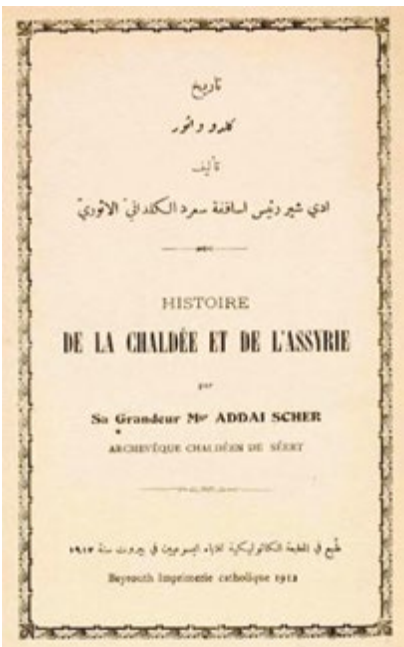 تاريخ
كلدو واثور
تأليف
ادي شير رئيس اساقفة سعرد الكلداني الاثوري
HISTOIRE
DE LA CHALDÉE ET DE L'ASSYRIE
par
Sa Grandeur Mgr ADDAI SCHER
ARCHEVÊQUE CHALDÉEN DE SÉERT
طُبع في المطبعة الكاثوليكية للاباء اليسوعيين في بيروت سنة ١٩١٢
Beyrouth Imprimerie catholique 1912